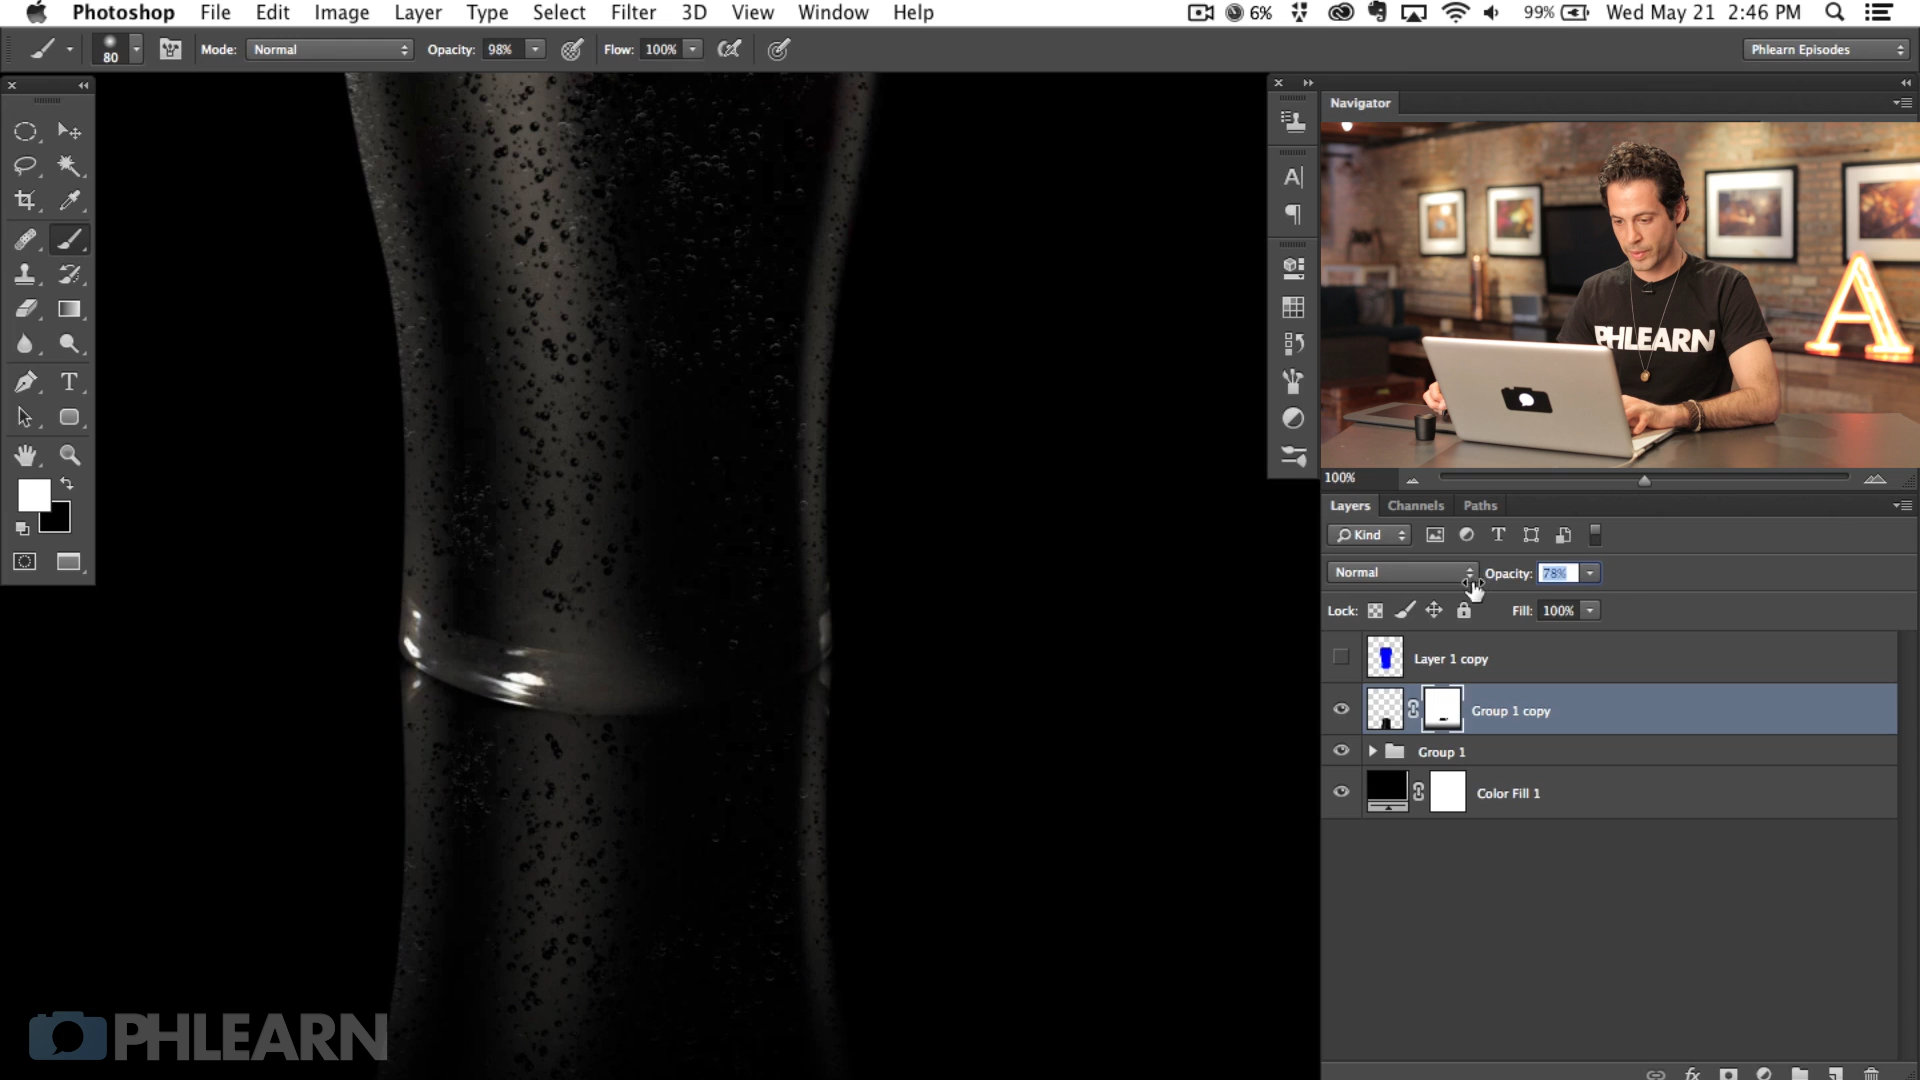 Photoshop File Edit Image Layer Type Select Filter 3D View Window Help 6% 99% Wed May 21 2:46 PM
80 Mode: Normal Opacity: 98% Flow: 100% Phlearn Episodes
Navigator
A
PHLEARN
A
T
100%
Layers Channels Paths
Kind T
Normal Opacity: 78%
Lock: Fill: 100%
Layer 1 copy
Group 1 copy
Group 1
Color Fill 1
PHLEARN
fx